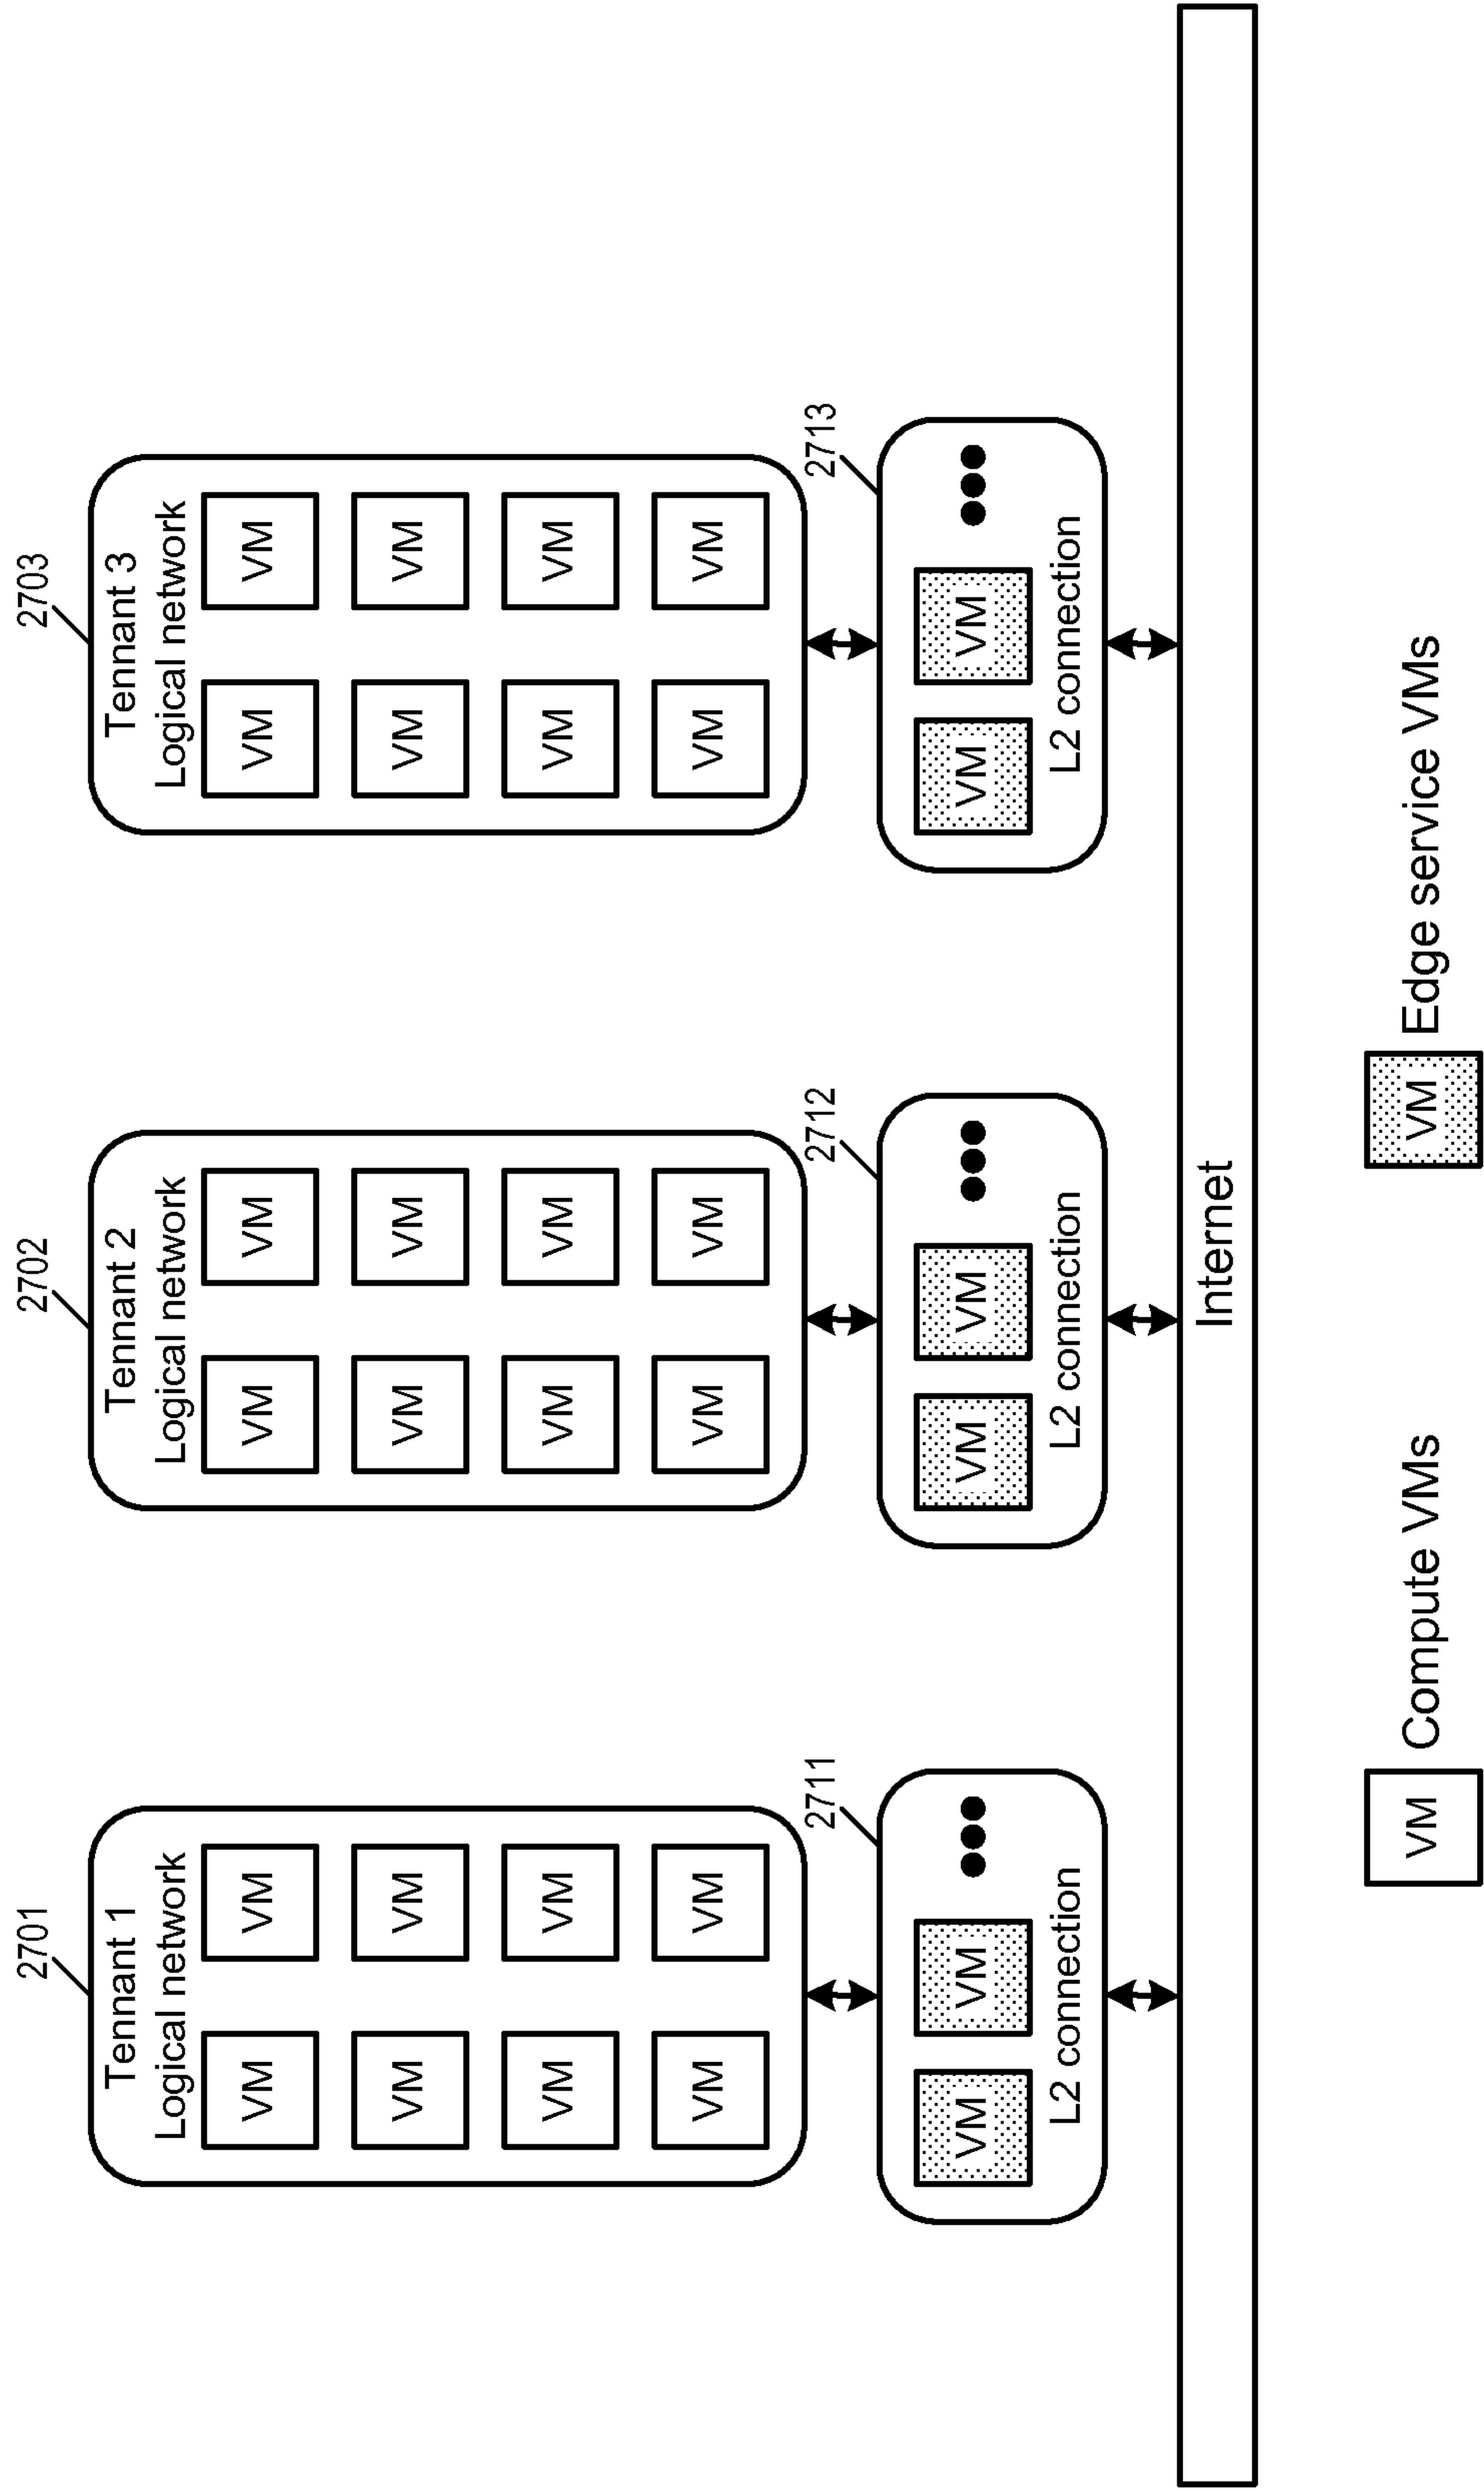 2701
Tennant 1
Logical network
VM
VM
VM
VM
VM
VM
VM
VM
2711
VM
VM
L2 connection
2702
Tennant 2
Logical network
VM
VM
VM
VM
VM
VM
VM
VM
2712
VM
VM
L2 connection
2703
Tennant 3
Logical network
VM
VM
VM
VM
VM
VM
VM
VM
2713
VM
VM
L2 connection
Internet
VM
Compute VMs
VM
Edge service VMs